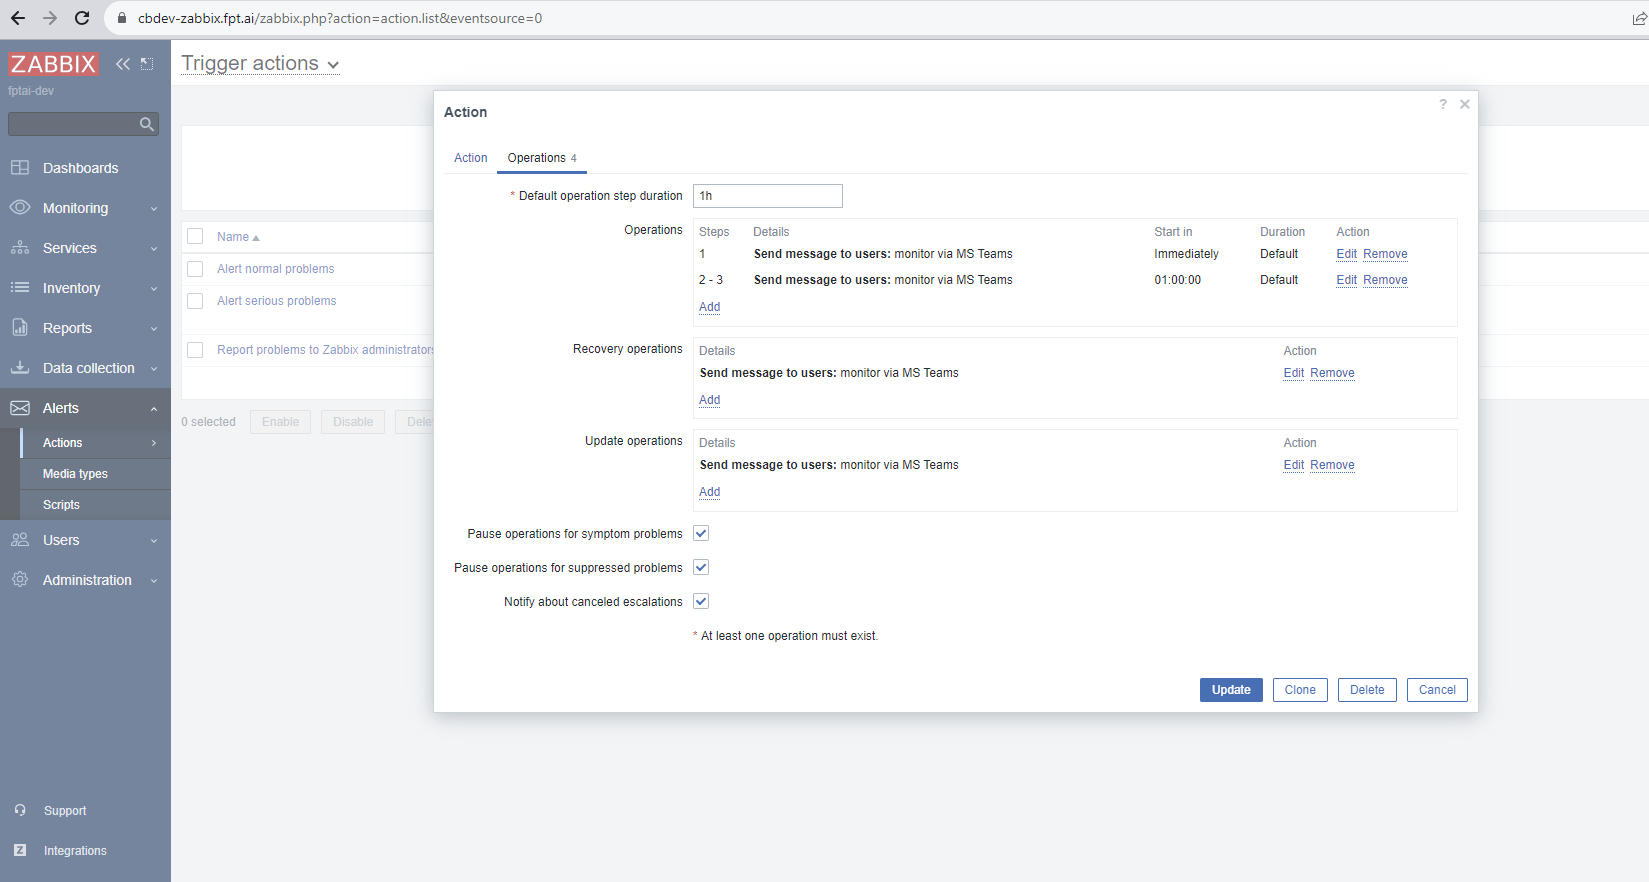 cbdev-zabbix.fpt.ai/zabbix.php?action=action.list&eventsource=0
ZABBIX
fptai-dev
Dashboards
Monitoring
Services
Inventory
Reports
Data collection
Alerts
Actions
Media types
Scripts
Users
Administration
Support
Integrations
Trigger actions
Name
Alert normal problems
Alert serious problems
Report problems to Zabbix administrators
0 selected Enable Disable Dele
Action
? ×
Action Operations 4
* Default operation step duration 1h
Operations Steps Details Start in Duration Action
1 Send message to users: monitor via MS Teams Immediately Default Edit Remove
2 - 3 Send message to users: monitor via MS Teams 01:00:00 Default Edit Remove
Add
Recovery operations Details Action
Send message to users: monitor via MS Teams Edit Remove
Add
Update operations Details Action
Send message to users: monitor via MS Teams Edit Remove
Add
Pause operations for symptom problems
Pause operations for suppressed problems
Notify about canceled escalations
* At least one operation must exist.
Update Clone Delete Cancel